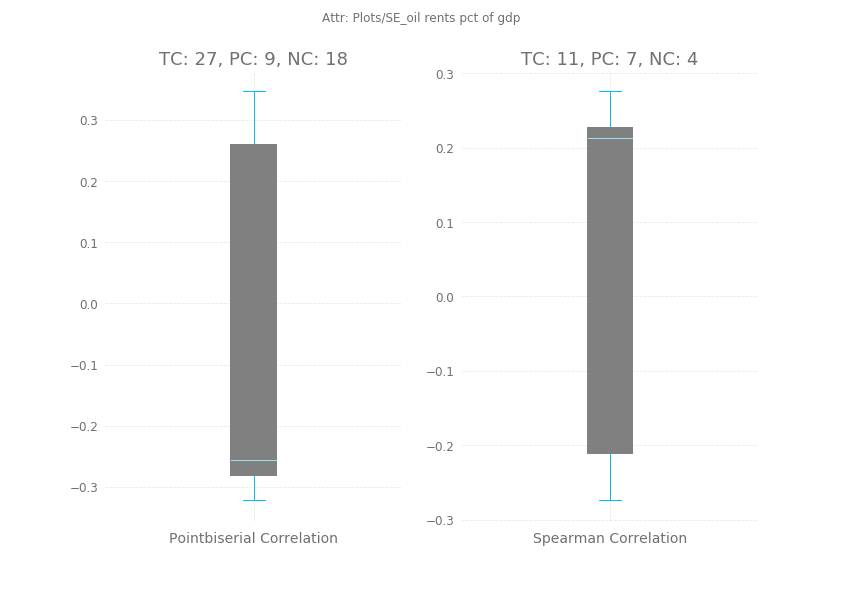 Attr: Plots/SE_oil rents pct of gdp
TC: 27, PC: 9, NC: 18
0.3
0.2
0.1
0.0
−0.1
−0.2
−0.3
Pointbiserial Correlation
TC: 11, PC: 7, NC: 4
0.3
0.2
0.1
0.0
−0.1
−0.2
−0.3
Spearman Correlation